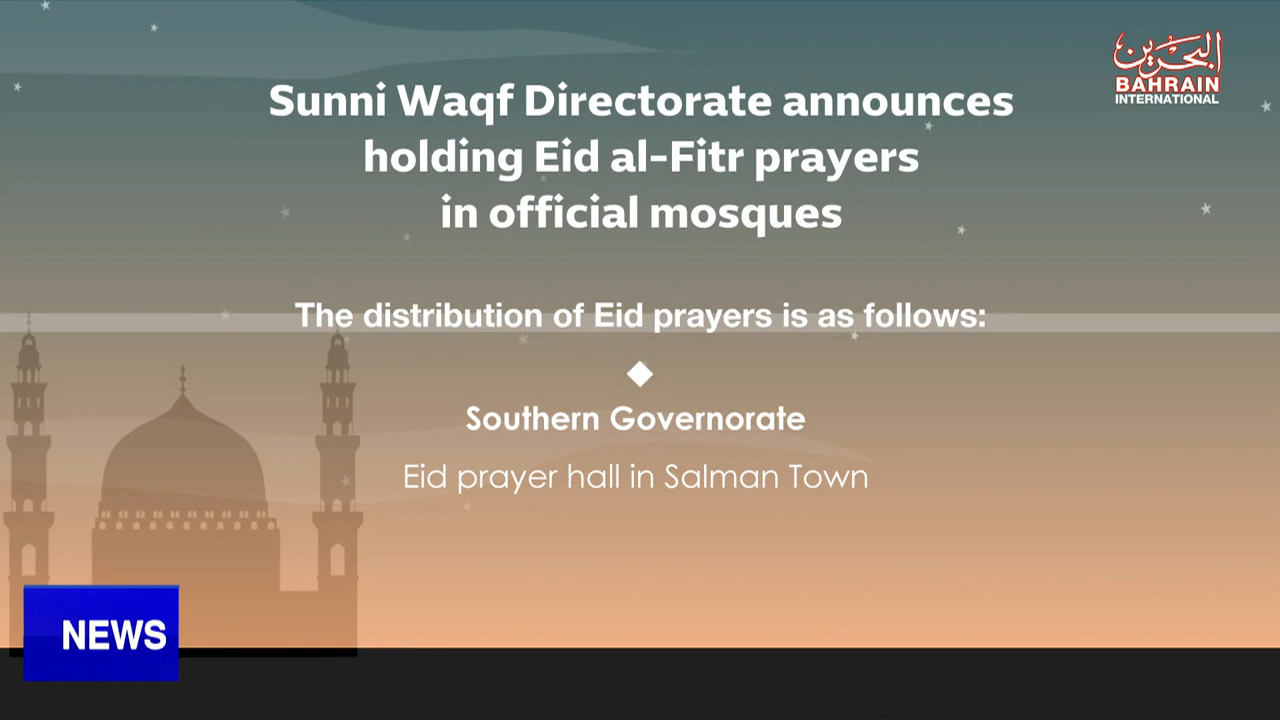 البحرين
BAHRAIN
INTERNATIONAL
Sunni Waqf Directorate announces
holding Eid al-Fitr prayers
in official mosques
The distribution of Eid prayers is as follows:
Southern Governorate
Eid prayer hall in Salman Town
NEWS